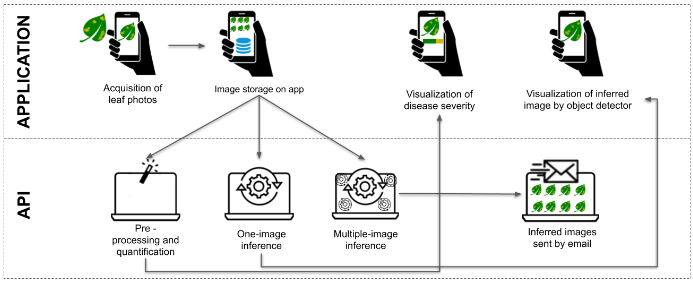 APPLICATION
Acquisition of
leaf photos
Image storage on app
Visualization of
disease severity
Visualization of inferred
image by object detector
API
Pre -
processing and
quantification
One-image
inference
Multiple-image
inference
Inferred images
sent by email